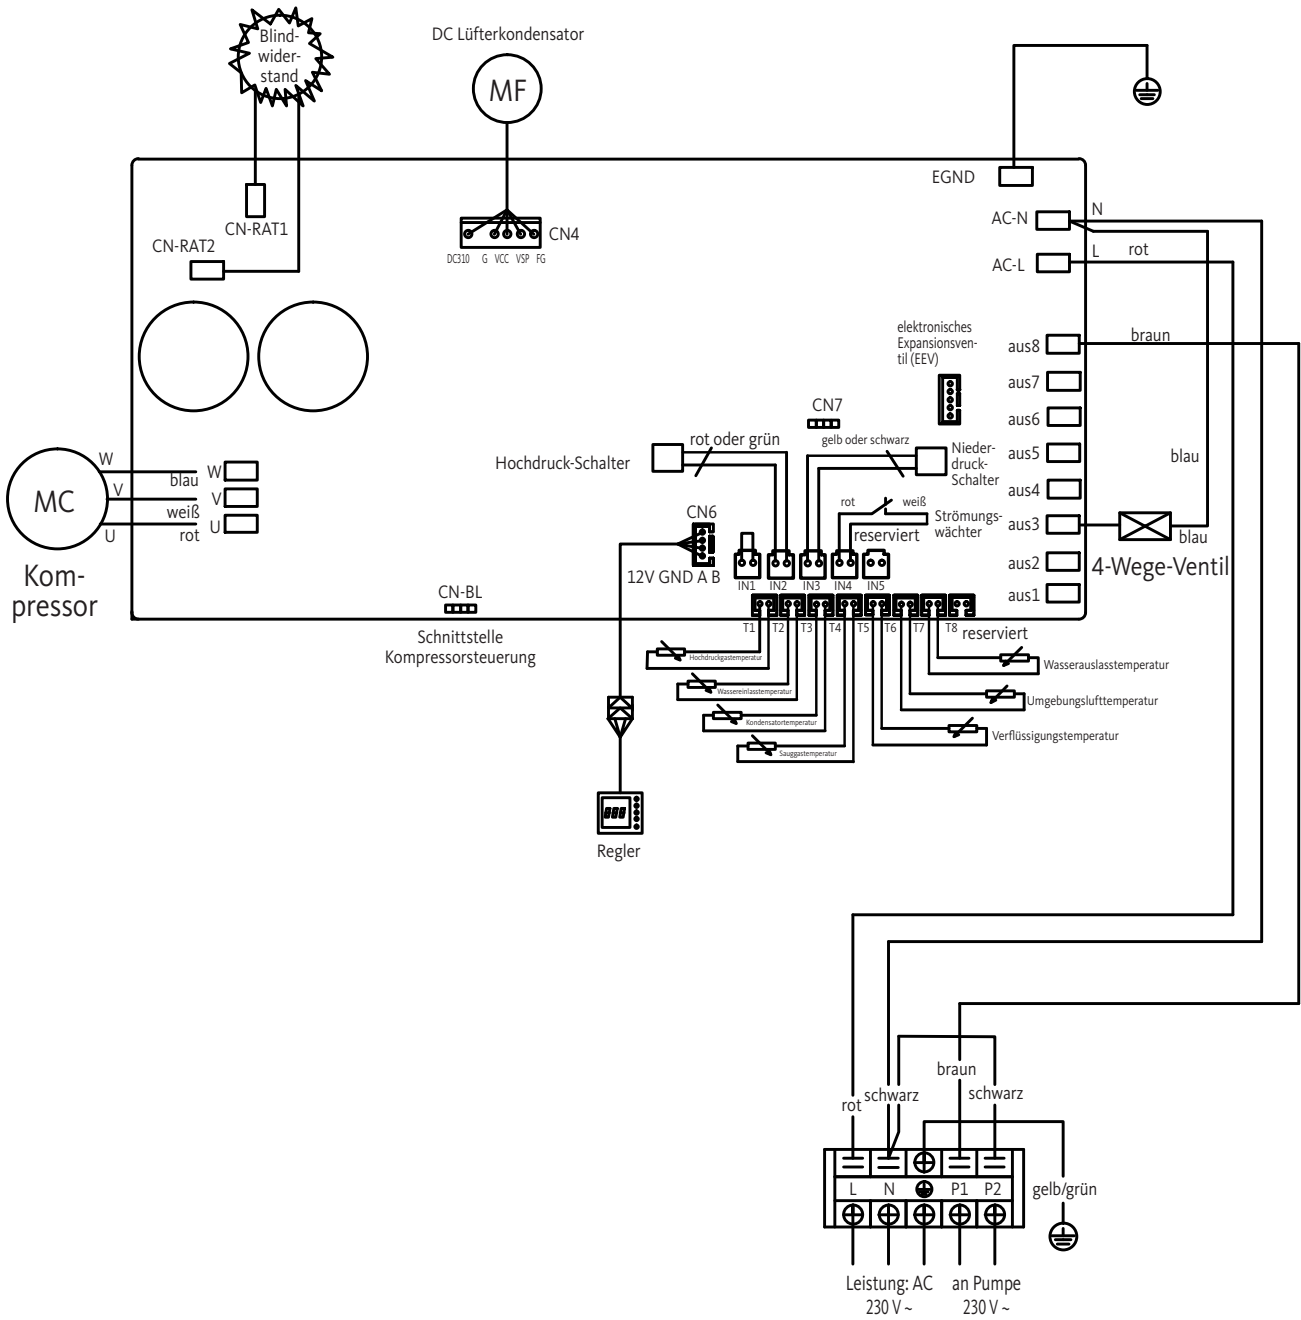 Blind-
wider-
stand
DC Lüfterkondensator
MF
EGND
CN-RAT1
CN-RAT2
CN4
DC310 G VCC VSP FG
AC-N
N
AC-L
L
rot
elektronisches
Expansionsven-
til (EEV)
aus8
braun
aus7
aus6
aus5
aus4
aus3
aus2
aus1
blau
blau
4-Wege-Ventil
CN7
rot oder grün
gelb oder schwarz
Hochdruck-Schalter
Nieder-
druck-
Schalter
rot
weiß
Strömungs-
wächter
reserviert
MC
W
V
U
blau
weiß
rot
W
V
U
Kom-
pressor
CN6
12V GND A B
IN1
IN2
IN3
IN4
IN5
CN-BL
Schnittstelle
Kompressorsteuerung
T1
T2
T3
T4
T5
T6
T7
T8
reserviert
Hochdruckgastemperatur
Wassereinlasstemperatur
Kondensatortemperatur
Sauggastemperatur
Wasserauslasstemperatur
Umgebungslufttemperatur
Verflüssigungstemperatur
Regler
braun
rot
schwarz
schwarz
L
N
P1
P2
gelb/grün
Leistung: AC
230 V ~
an Pumpe
230 V ~